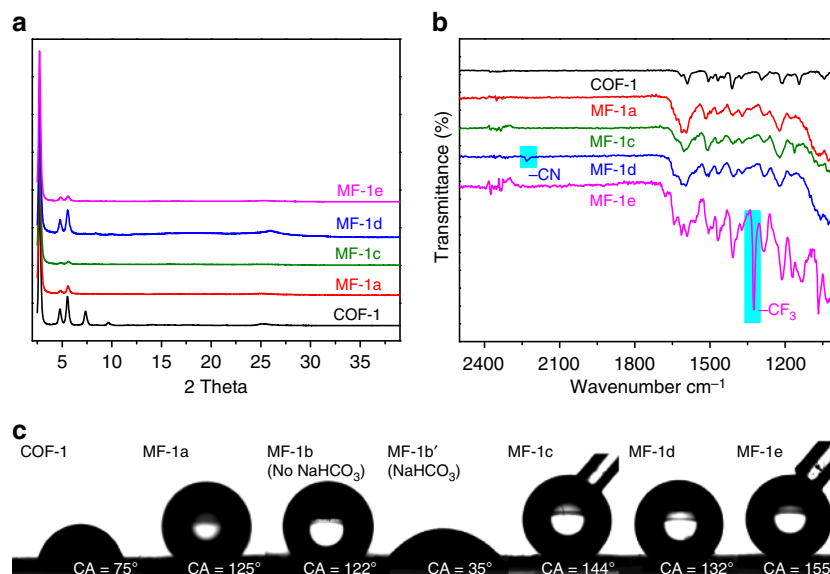 a
MF-1e
MF-1d
MF-1c
MF-1a
COF-1
5 10 15 20 25 30 35
2 Theta
b
COF-1
MF-1a
MF-1c
MF-1d
–CN
MF-1e
–CF₃
Transmittance (%)
2400 2100 1800 1500 1200
Wavenumber cm⁻¹
c
COF-1 MF-1a MF-1b MF-1b′ MF-1c MF-1d MF-1e
(No NaHCO₃) (NaHCO₃)
CA = 75° CA = 125° CA = 122° CA = 35° CA = 144° CA = 132° CA = 155